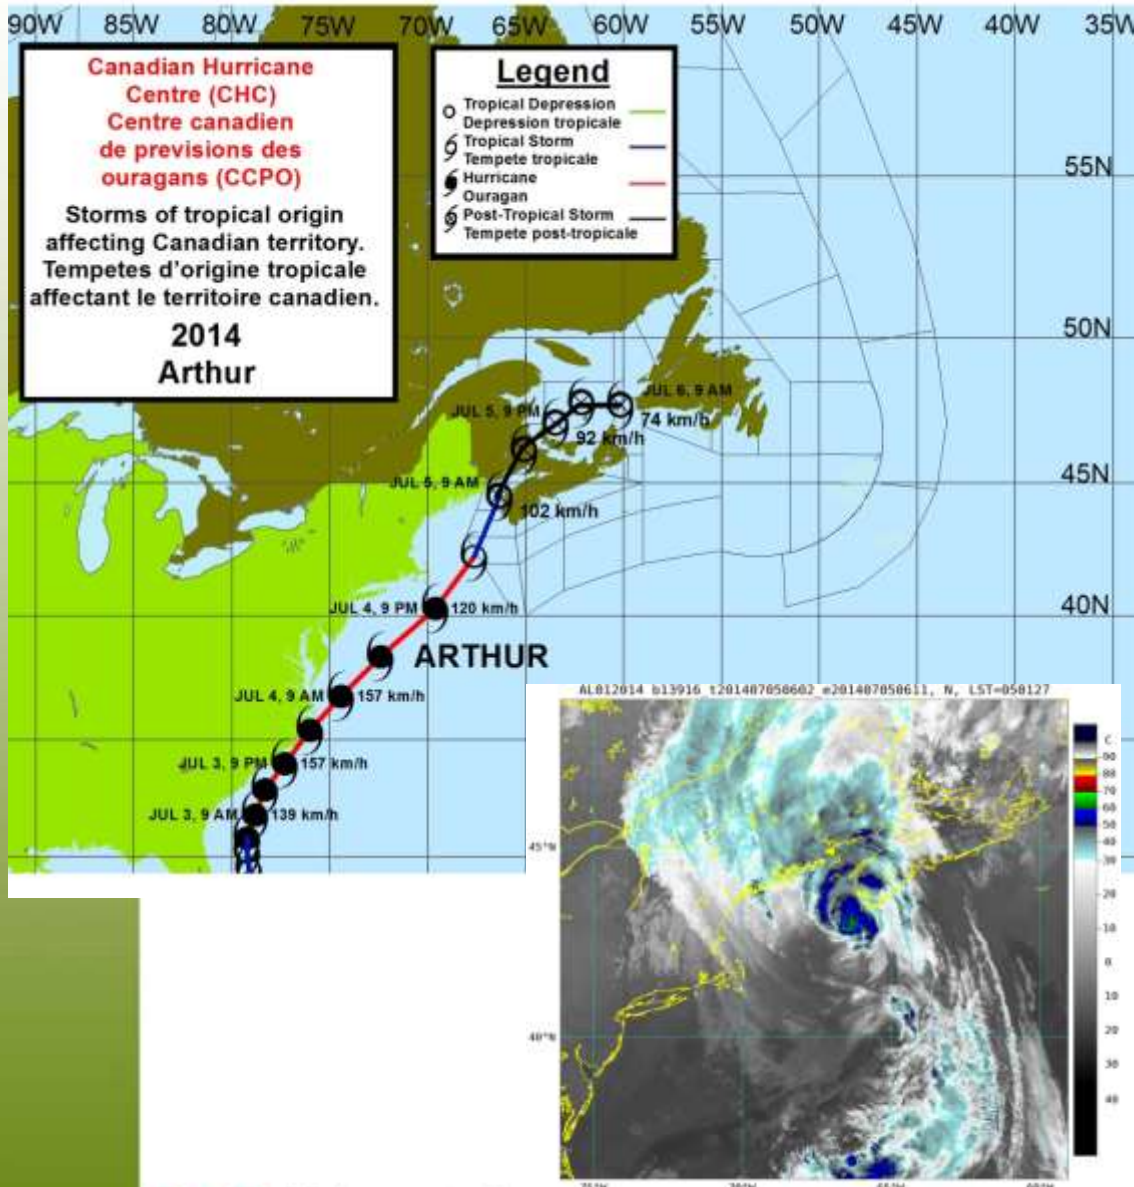 90W 85W 80W 75W 70W 65W 60W 55W 50W 45W 40W 35W
Canadian Hurricane
Centre (CHC)
Centre canadien
de previsions des
ouragans (CCPO)
Storms of tropical origin
affecting Canadian territory.
Tempetes d'origine tropicale
affectant le territoire canadien.
2014
Arthur
Legend
Tropical Depression
Depression tropicale
Tropical Storm
Tempete tropicale
Hurricane
Ouragan
Post-Tropical Storm
Tempete post-tropicale
55N
50N
JUL 6, 9 AM
74 km/h
JUL 5, 9 PM
92 km/h
45N
JUL 5, 9 AM
102 km/h
40N
JUL 4, 9 PM 120 km/h
ARTHUR
JUL 4, 9 AM 157 km/h
JUL 3, 9 PM 157 km/h
JUL 3, 9 AM 139 km/h
AL012014 b13916 t201407050602 e201407050611, N, LST=050127
C
90
80
70
60
50
40
30
20
10
0
10
20
30
40
45°N
40°N